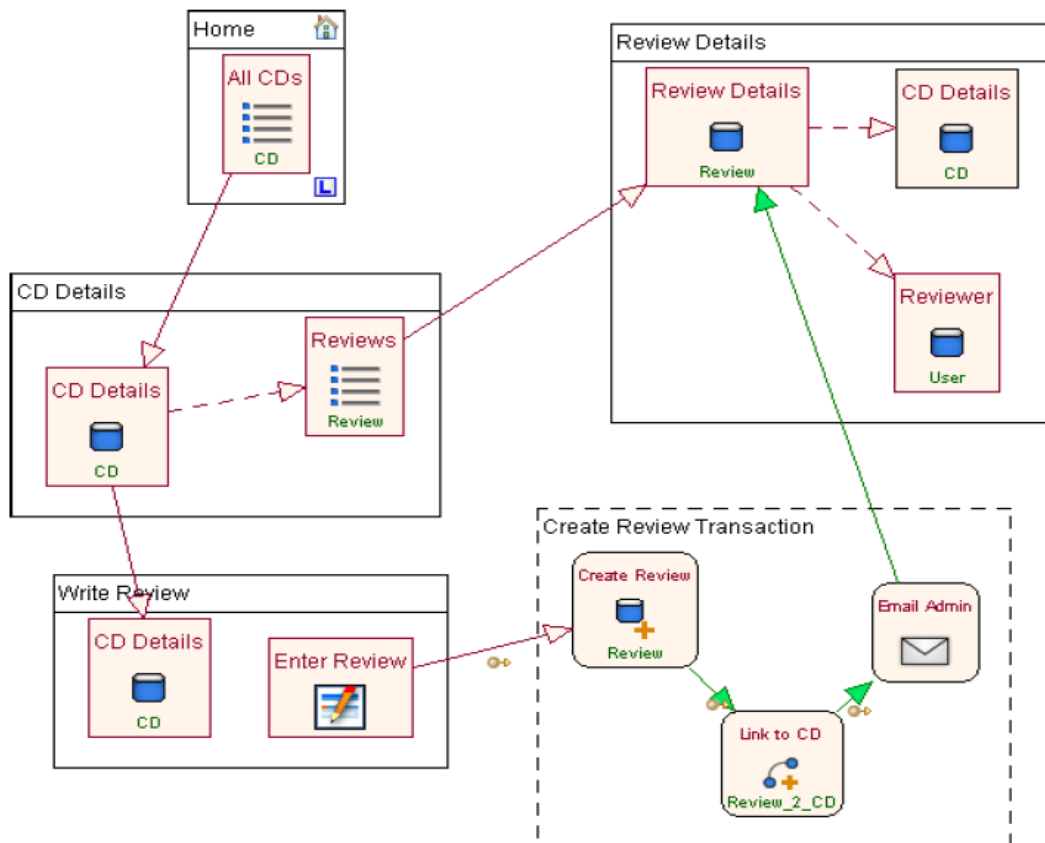 Home
All CDs
CD
L
Review Details
Review Details
Review
CD Details
CD
Reviewer
User
CD Details
CD Details
CD
Reviews
Review
Write Review
CD Details
CD
Enter Review
Create Review Transaction
Create Review
Review
Link to CD
Review_2_CD
Email Admin